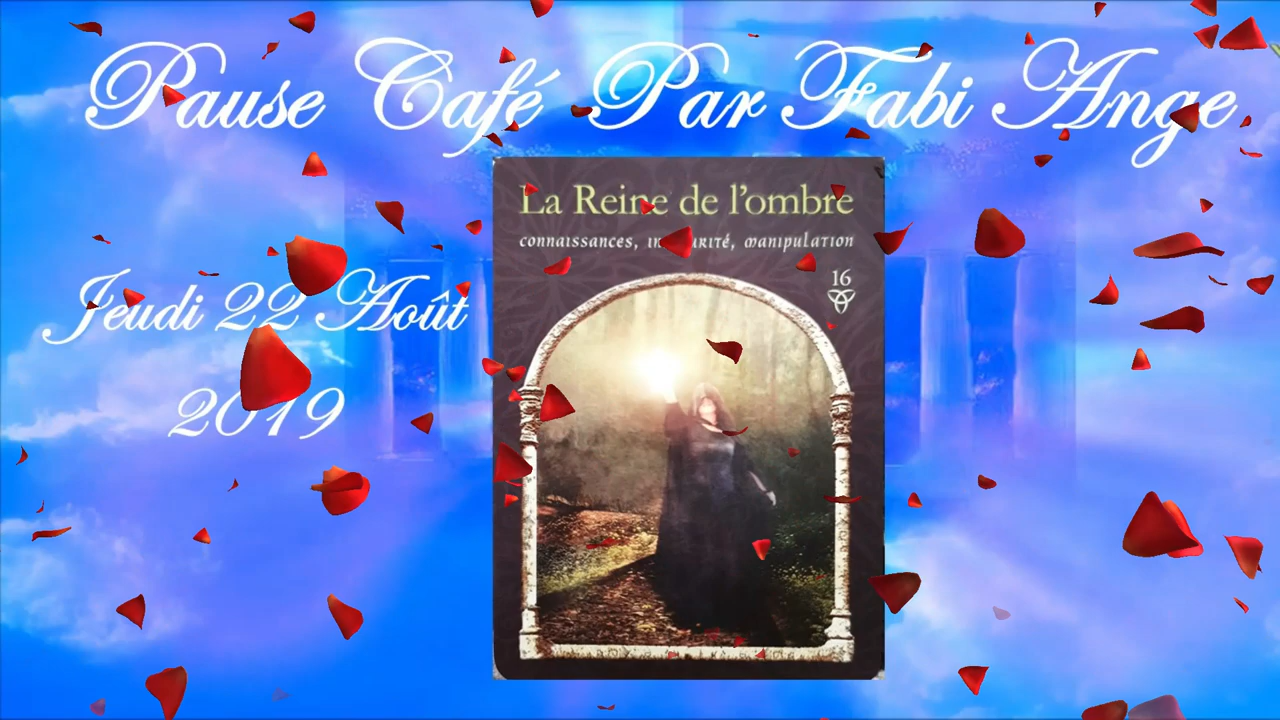 Pause Café Par Fabi Ange
La Reine de l'ombre
connaissances, manipulation
16
Jeudi 22 Août
2019